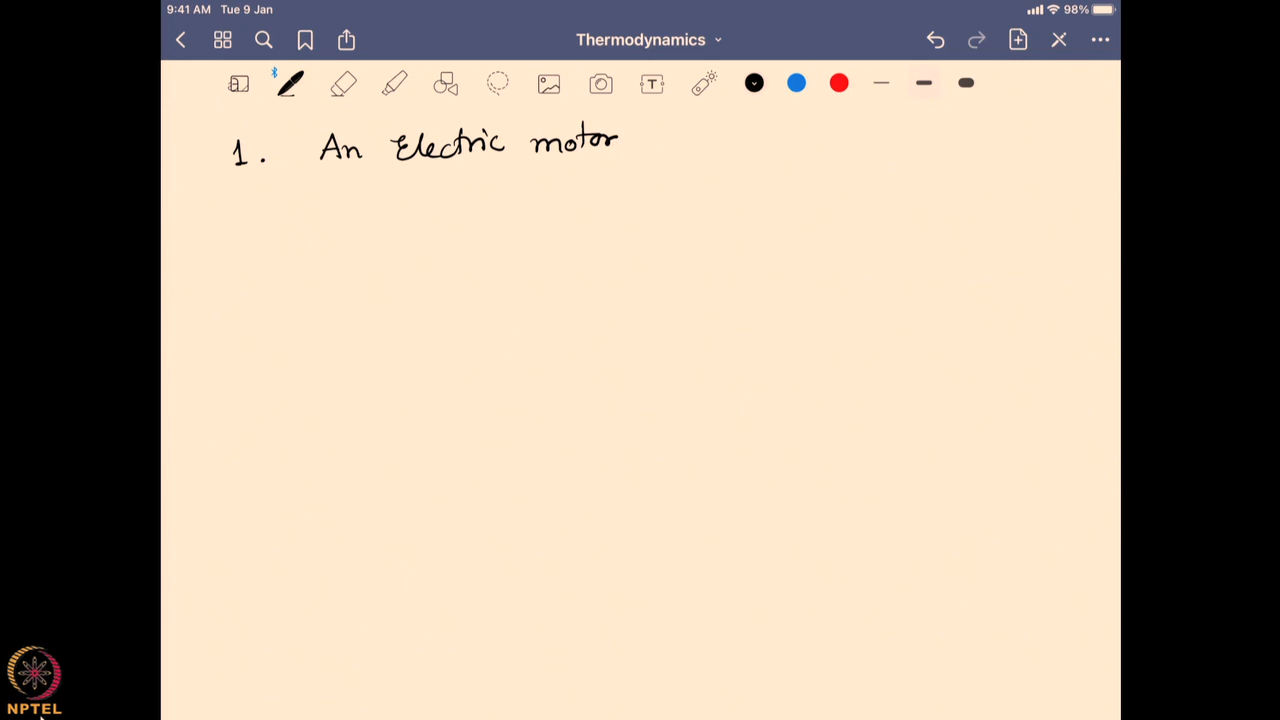 9:41 AM Tue 9 Jan 98%
Thermodynamics
T
1. An Electric motor
NPTEL